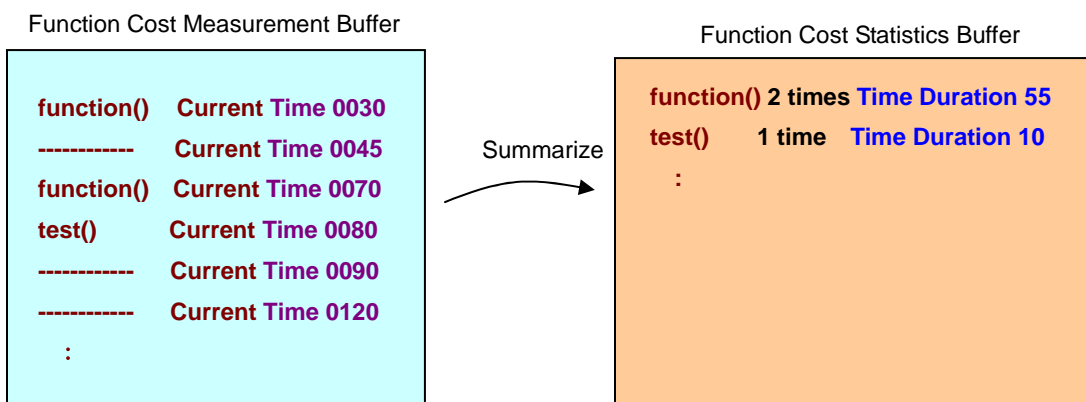 Function Cost Measurement Buffer
function() Current Time 0030
------------ Current Time 0045
function() Current Time 0070
test() Current Time 0080
------------ Current Time 0090
------------ Current Time 0120
:
Summarize
Function Cost Statistics Buffer
function() 2 times Time Duration 55
test() 1 time Time Duration 10
: